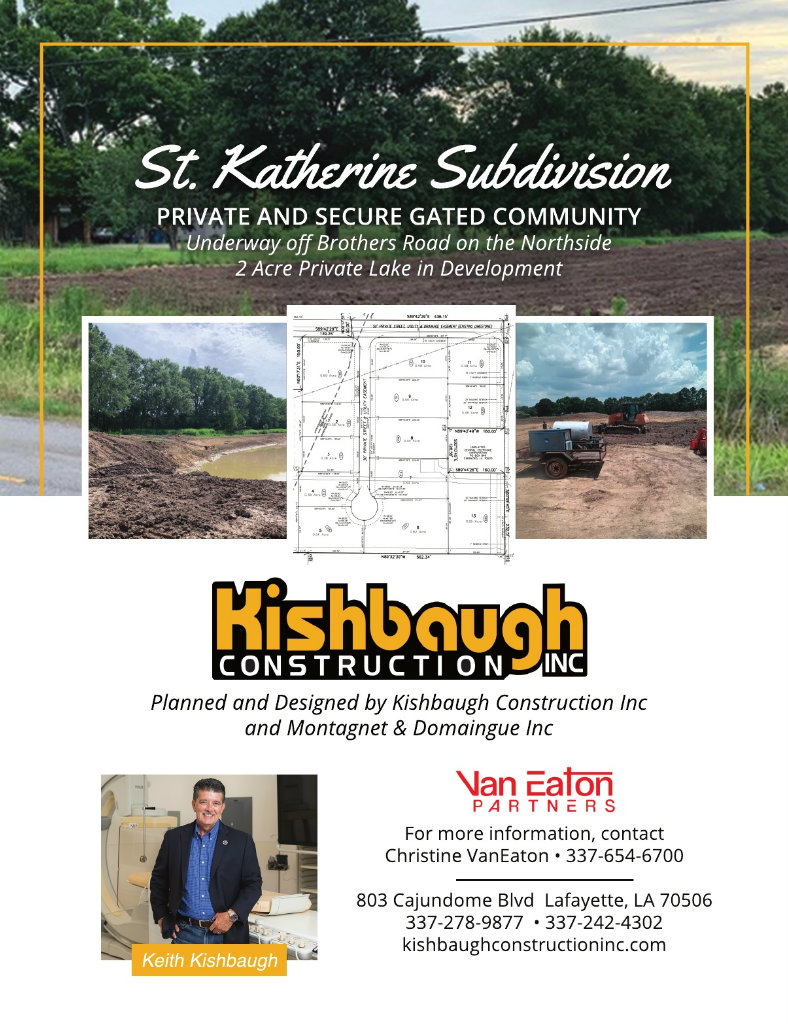 St. Katherine Subdivision
PRIVATE AND SECURE GATED COMMUNITY
Underway off Brothers Road on the Northside
2 Acre Private Lake in Development
Kishbaugh
CONSTRUCTION INC
Planned and Designed by Kishbaugh Construction Inc
and Montagnet & Domaingue Inc
Van Eaton
PARTNERS
For more information, contact
Christine VanEaton • 337-654-6700
803 Cajundome Blvd Lafayette, LA 70506
337-278-9877 • 337-242-4302
kishbaughconstructioninc.com
Keith Kishbaugh